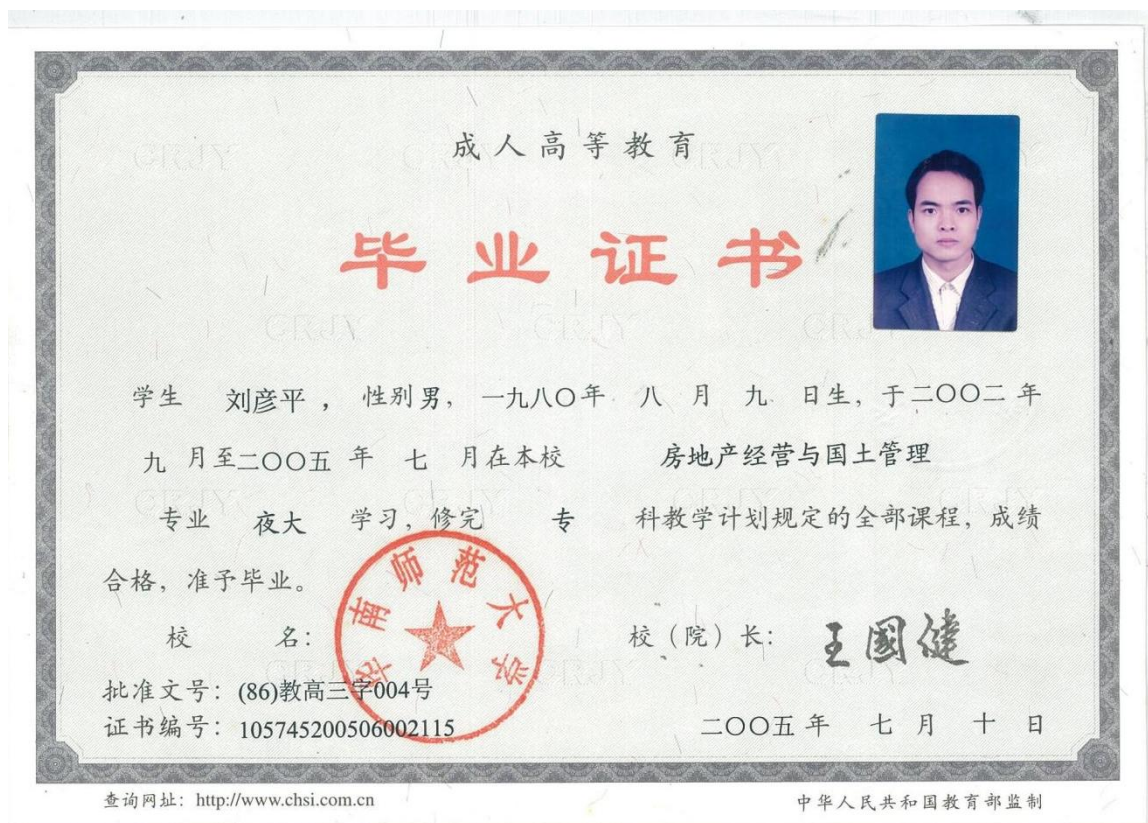 成人高等教育
毕业证书
学生 刘彦平 ， 性别 男， 一九八〇年 八 月 九 日生，于二〇〇二 年
九 月至二〇〇五 年 七 月在本校 房地产经营与国土管理
专业 夜大 学习，修完 专 科教学计划规定的全部课程，成绩
合格，准予毕业。
华南师范大学
校 名： 校（院）长： 王國健
批准文号：(86)教高三字004号
证书编号：105745200506002115 二〇〇五 年 七 月 十 日
查询网址：http://www.chsi.com.cn 中华人民共和国教育部监制